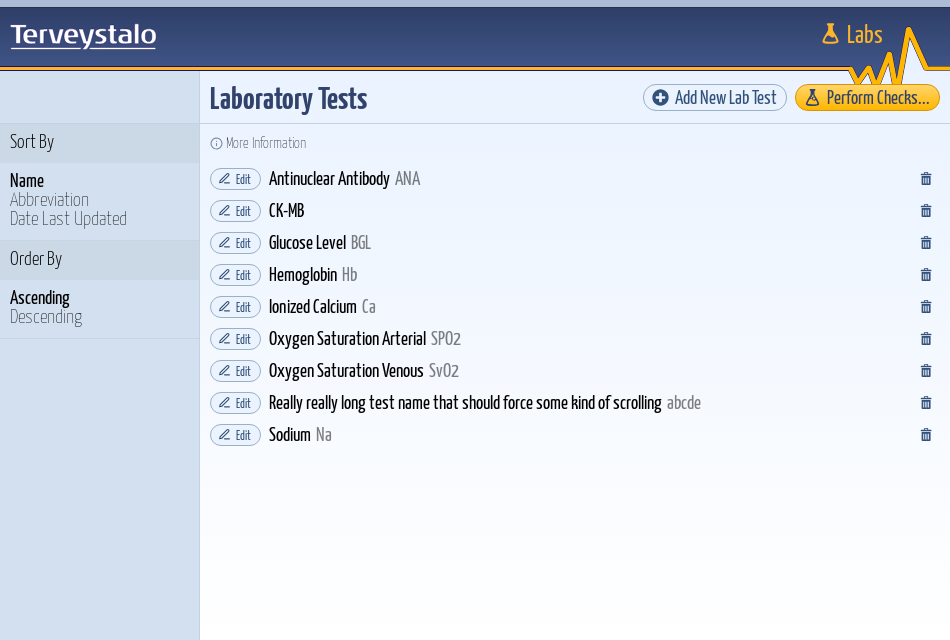 Terveystalo
Labs
Laboratory Tests
Add New Lab Test
Perform Checks...
Sort By
Name
Abbreviation
Date Last Updated
Order By
Ascending
Descending
More Information
Edit Antinuclear Antibody ANA
Edit CK-MB
Edit Glucose Level BGL
Edit Hemoglobin Hb
Edit Ionized Calcium Ca
Edit Oxygen Saturation Arterial SPO2
Edit Oxygen Saturation Venous SvO2
Edit Really really long test name that should force some kind of scrolling abcde
Edit Sodium Na